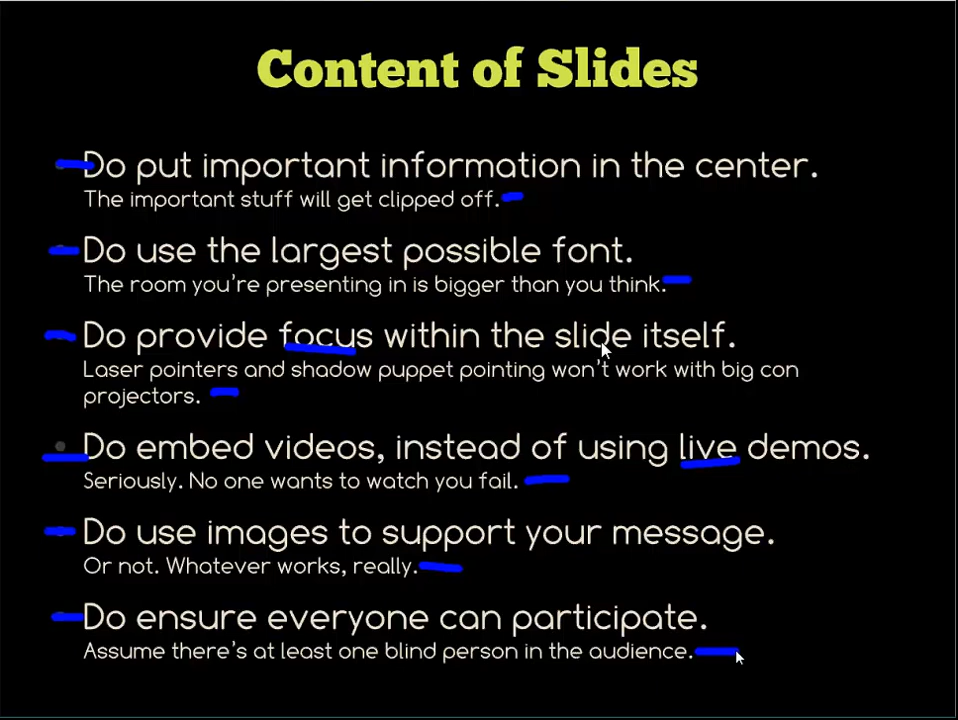 Content of Slides
Do put important information in the center.
The important stuff will get clipped off.
Do use the largest possible font.
The room you're presenting in is bigger than you think.
Do provide focus within the slide itself.
Laser pointers and shadow puppet pointing won't work with big con
projectors.
Do embed videos, instead of using live demos.
Seriously. No one wants to watch you fail.
Do use images to support your message.
Or not. Whatever works, really.
Do ensure everyone can participate.
Assume there's at least one blind person in the audience.